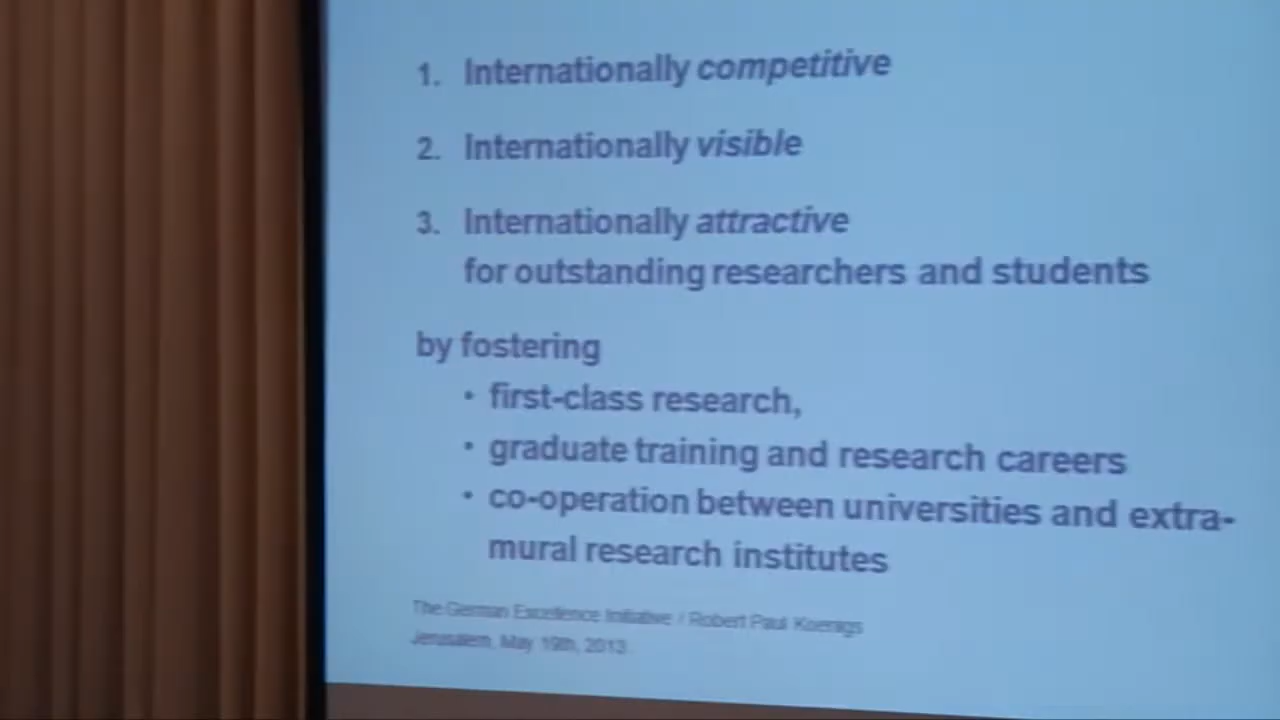 1. Internationally competitive
2. Internationally visible
3. Internationally attractive
for outstanding researchers and students
by fostering
• first-class research,
• graduate training and research careers
• co-operation between universities and extra-
mural research institutes
The German Excellence Initiative / Robert Paul Koenigs
Jerusalem, May 19th, 2013